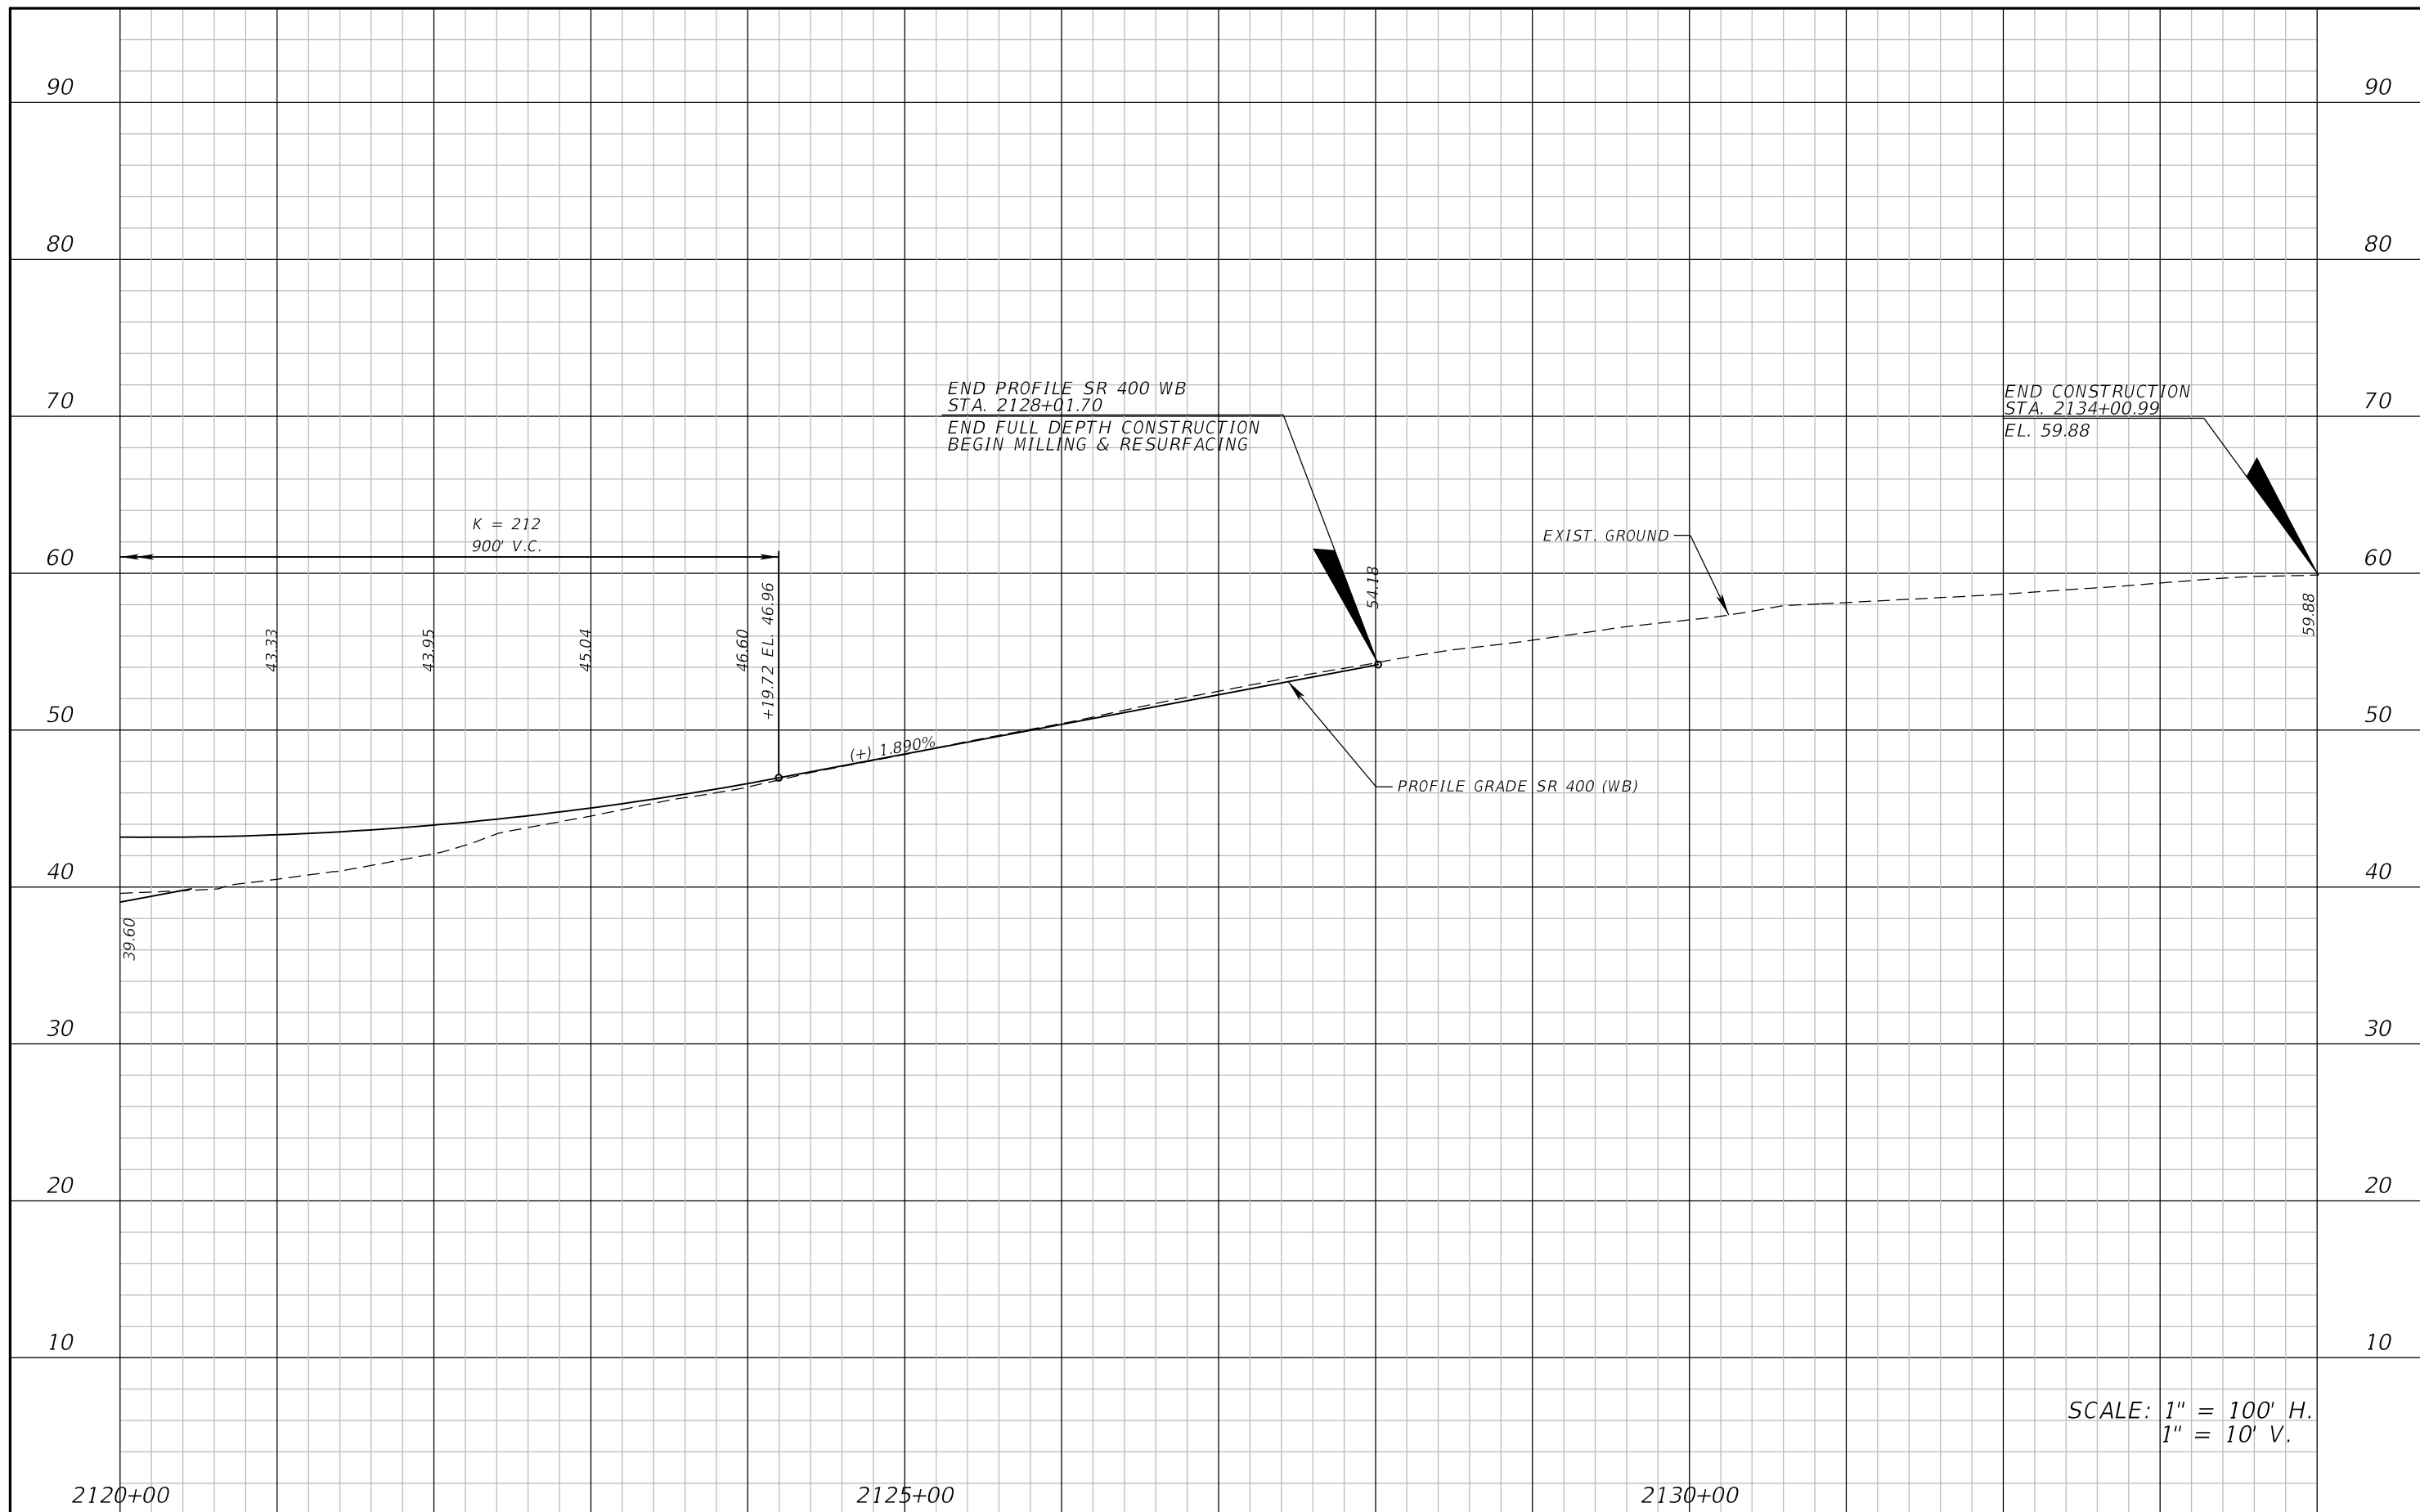 90
90
80
80
END PROFILE SR 400 WB
STA. 2128+01.70
END FULL DEPTH CONSTRUCTION
BEGIN MILLING & RESURFACING
END CONSTRUCTION
STA. 2134+00.99
EL. 59.88
70
70
K = 212
900' V.C.
EXIST. GROUND
60
60
43.33
43.95
45.04
46.60
+19.72 EL. 46.96
54.18
59.88
50
50
(+) 1.890%
PROFILE GRADE SR 400 (WB)
40
40
39.60
30
30
20
20
10
10
SCALE: 1" = 100' H.
1" = 10' V.
2120+00
2125+00
2130+00